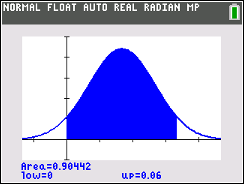 NORMAL FLOAT AUTO REAL RADIAN MP
Area=0.90442
low=0 up=0.06